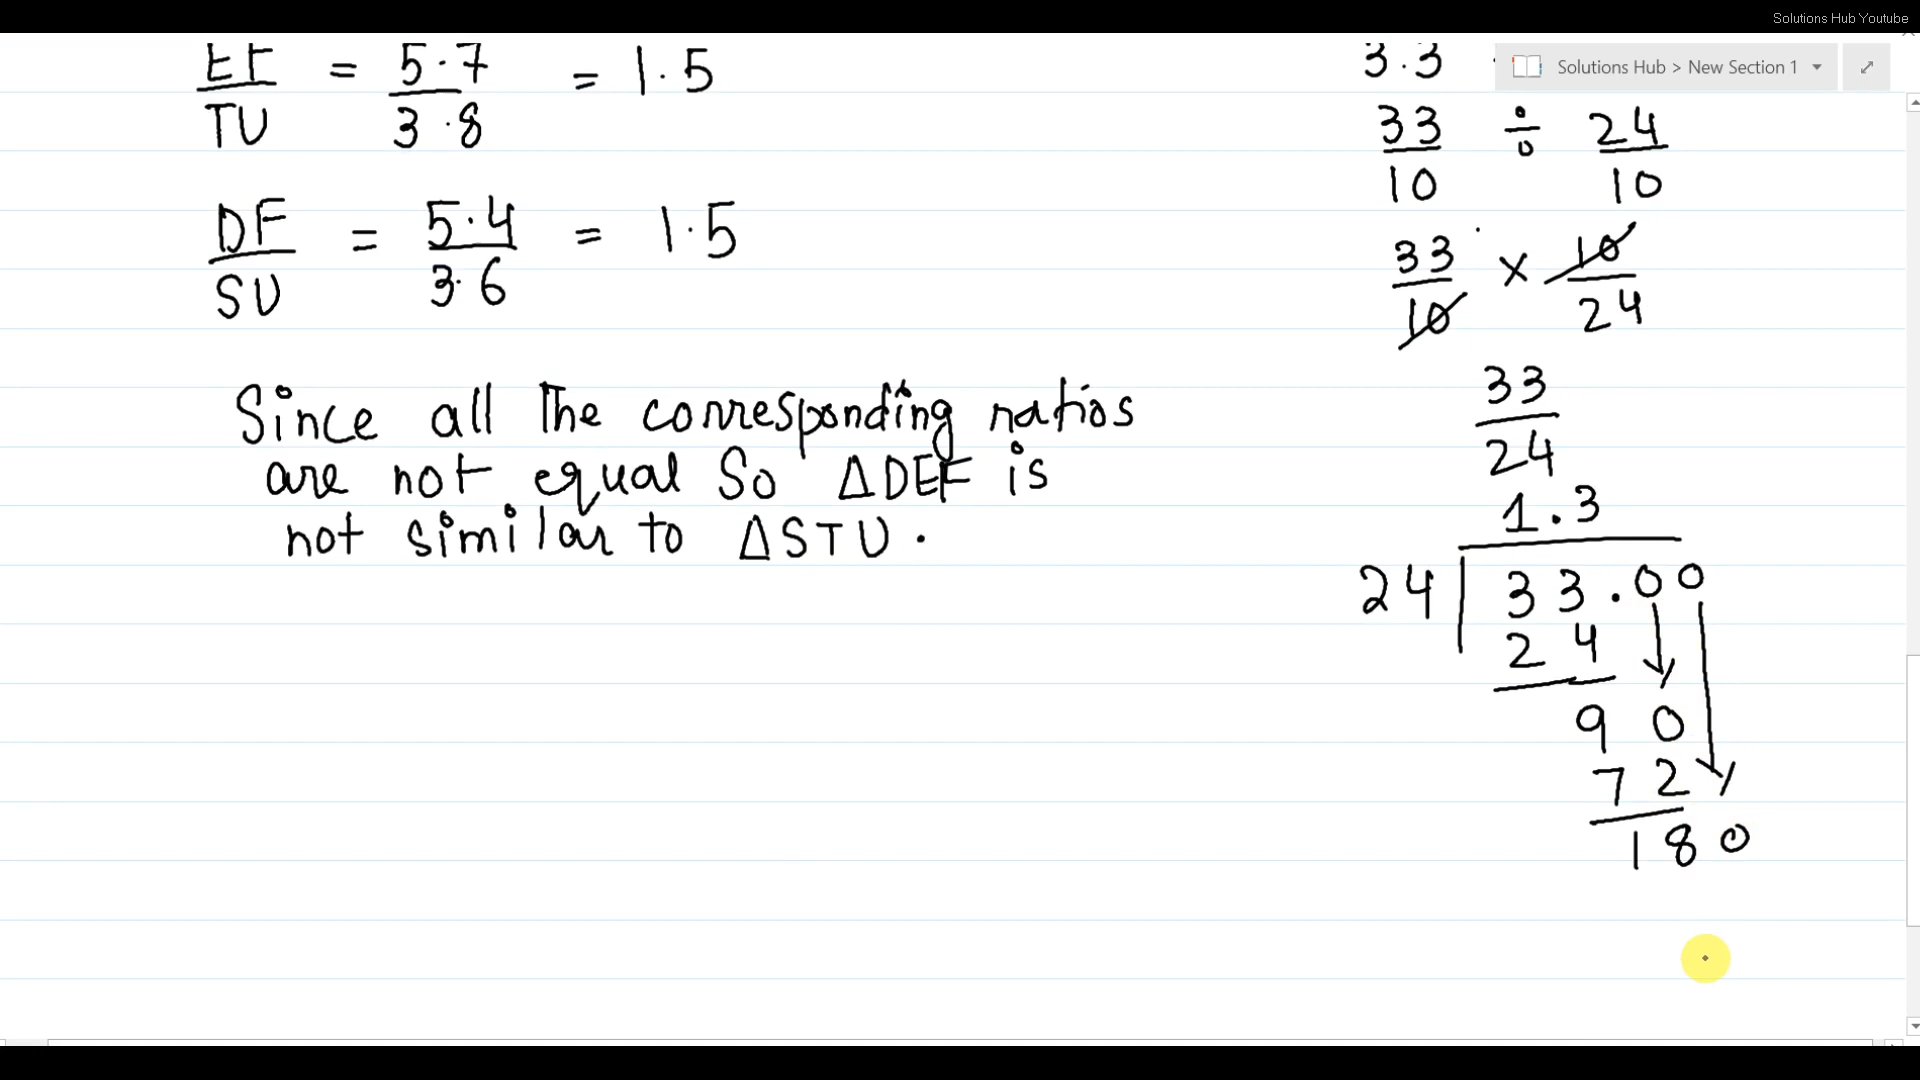 Solutions Hub Youtube
Solutions Hub > New Section 1
EF/TU = 5.7/3.8 = 1.5
DF/SU = 5.4/3.6 = 1.5
Since all the corresponding ratios
are not equal So ΔDEF is
not similar to ΔSTU.
3.3
33/10 ÷ 24/10
33/10 × 10/24
33/24
1.3
24 33.00
24
90
72
180